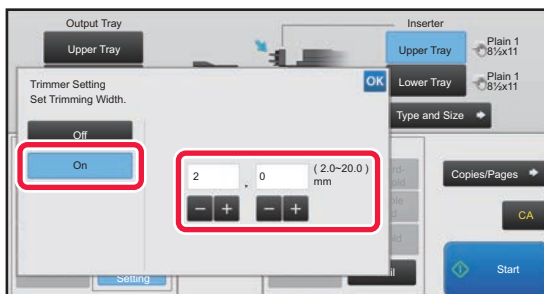 Output Tray
Inserter
Upper Tray
Upper Tray
Plain 1
8½x11
Trimmer Setting
Set Trimming Width.
OK
Lower Tray
Plain 1
8½x11
Off
Type and Size
On
2 . 0
( 2.0~20.0 )
mm
Copies/Pages
CA
Setting
Start